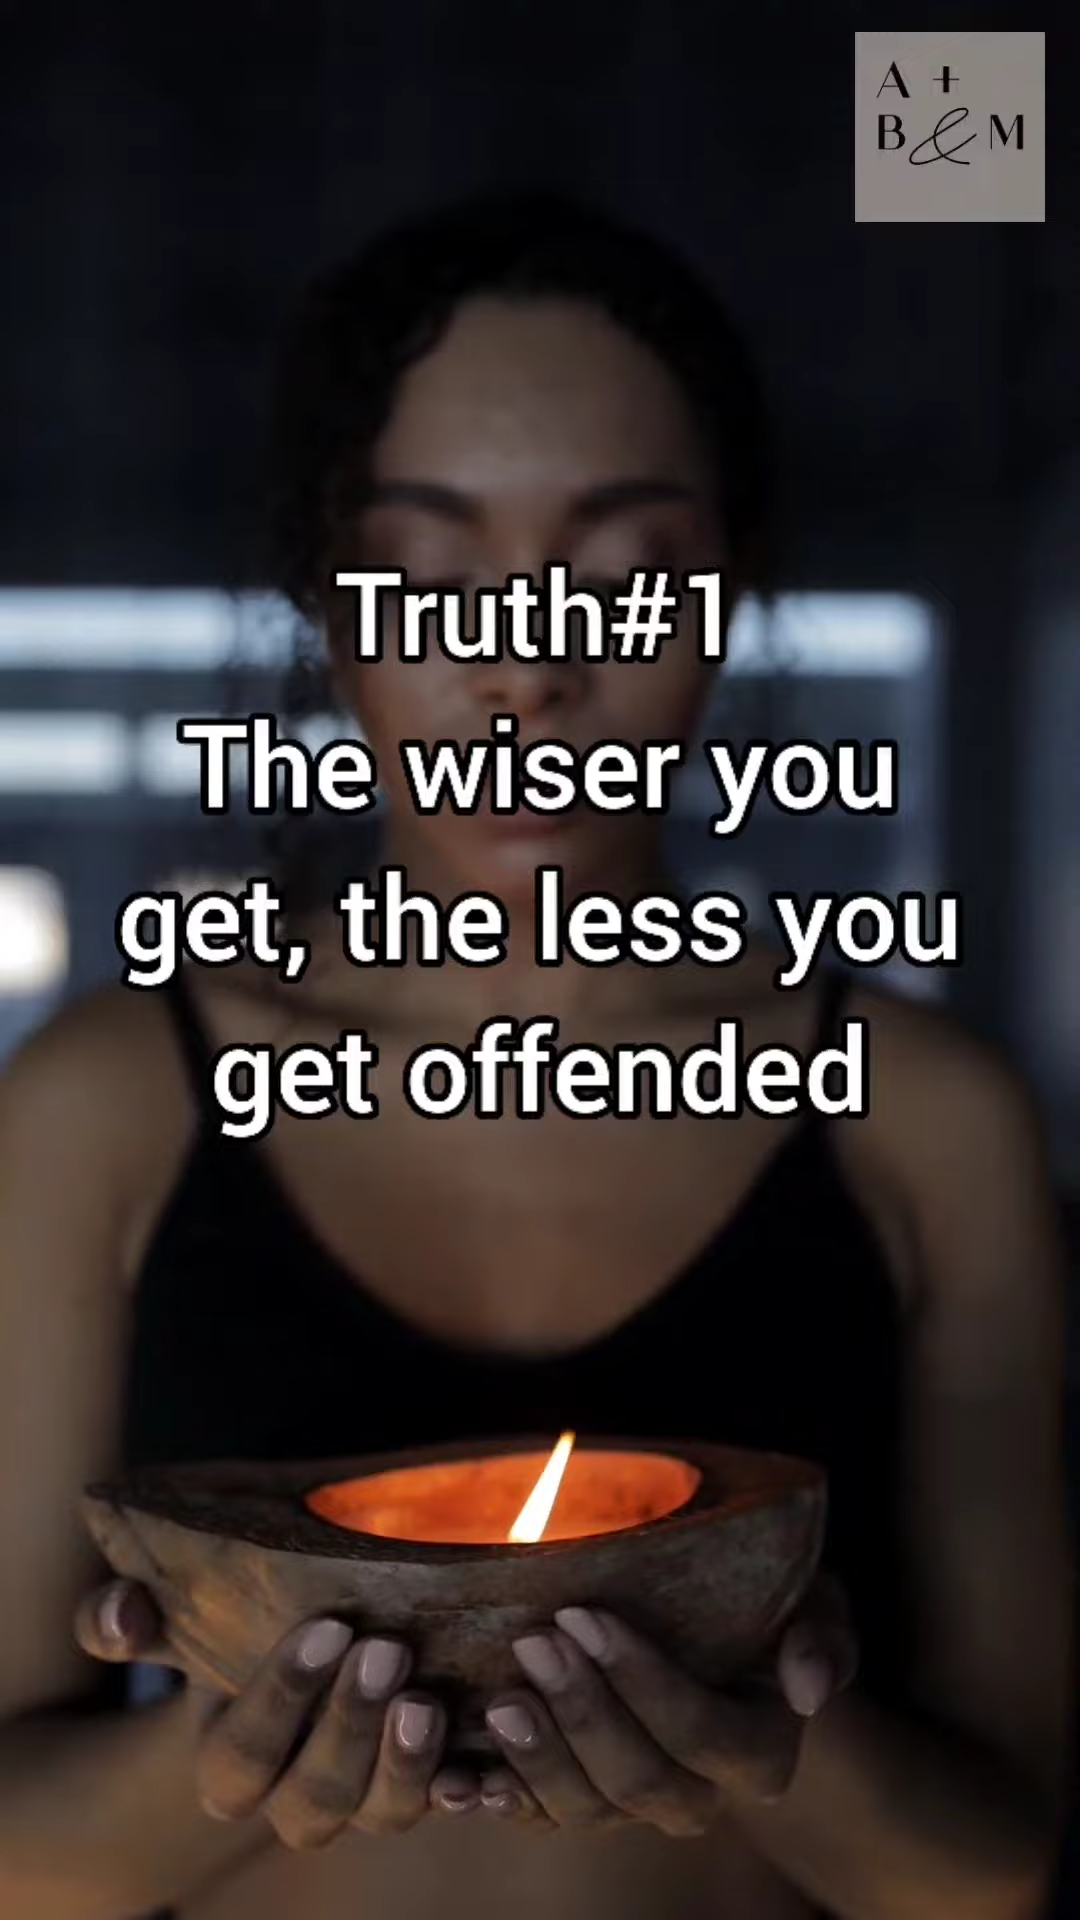 A +
B & M
Truth#1
The wiser you
get, the less you
get offended